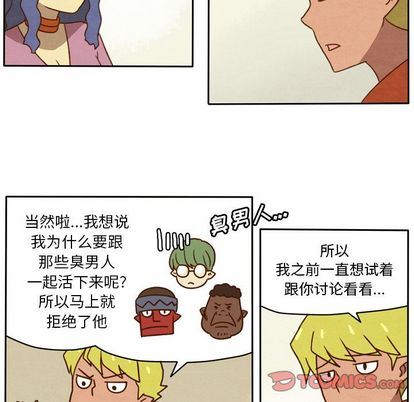 当然啦...我想说
我为什么要跟
那些臭男人
一起活下来呢?
所以马上就
拒绝了他
臭男人...
所以
我之前一直想试着
跟你讨论看看...
TOOMICS.COM